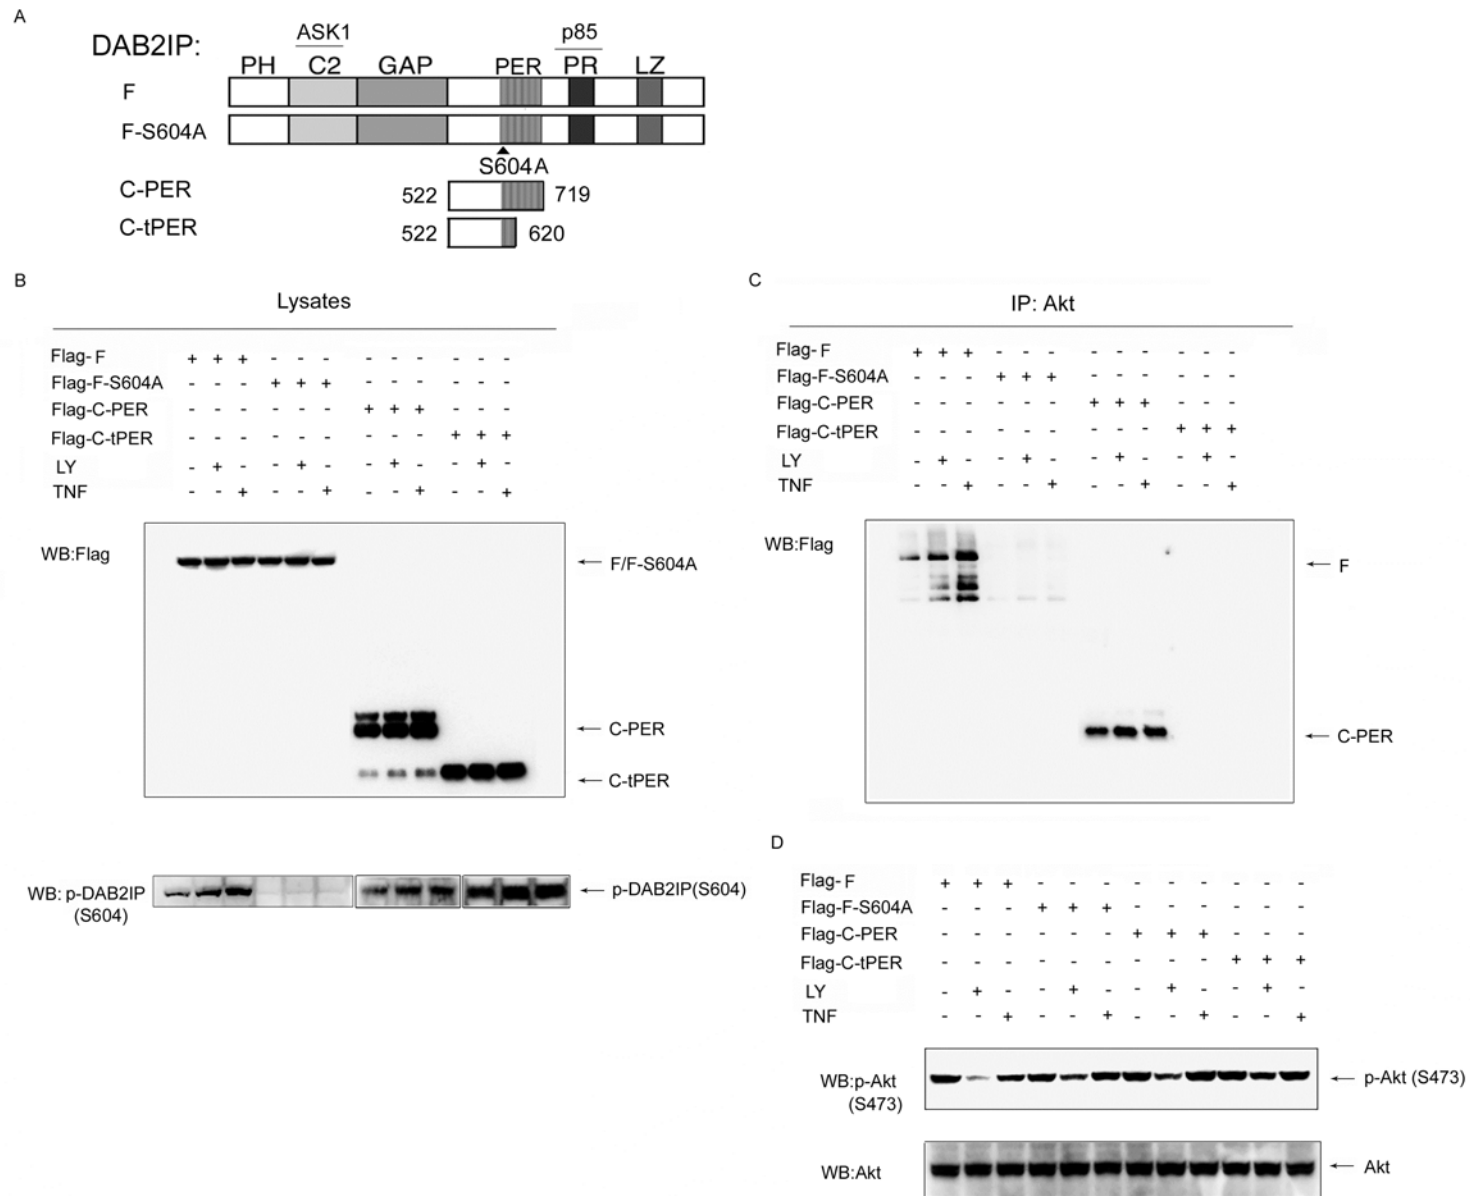 A
DAB2IP:
ASK1
p85
PH C2 GAP PER PR LZ
F
F-S604A
S604A
C-PER 522 719
C-tPER 522 620
B
Lysates
Flag- F + + + - - - - - - - - -
Flag-F-S604A - - - + + + - - - - - -
Flag-C-PER - - - - - - + + + - - -
Flag-C-tPER - - - - - - - - - + + +
LY - + - - + - - + - - + -
TNF - - + - - + - - + - - +
WB:Flag
← F/F-S604A
← C-PER
← C-tPER
WB: p-DAB2IP
(S604)
← p-DAB2IP(S604)
C
IP: Akt
Flag- F + + + - - - - - - - - -
Flag-F-S604A - - - + + + - - - - - -
Flag-C-PER - - - - - - + + + - - -
Flag-C-tPER - - - - - - - - - + + +
LY - + - - + - - + - - + -
TNF - - + - - + - - + - - +
WB:Flag
← F
← C-PER
D
Flag- F + + + - - - - - - - - -
Flag-F-S604A - - - + + + - - - - - -
Flag-C-PER - - - - - - + + + - - -
Flag-C-tPER - - - - - - - - - + + +
LY - + - - + - - + - - + -
TNF - - + - - + - - + - - +
WB:p-Akt
(S473)
← p-Akt (S473)
WB:Akt
← Akt